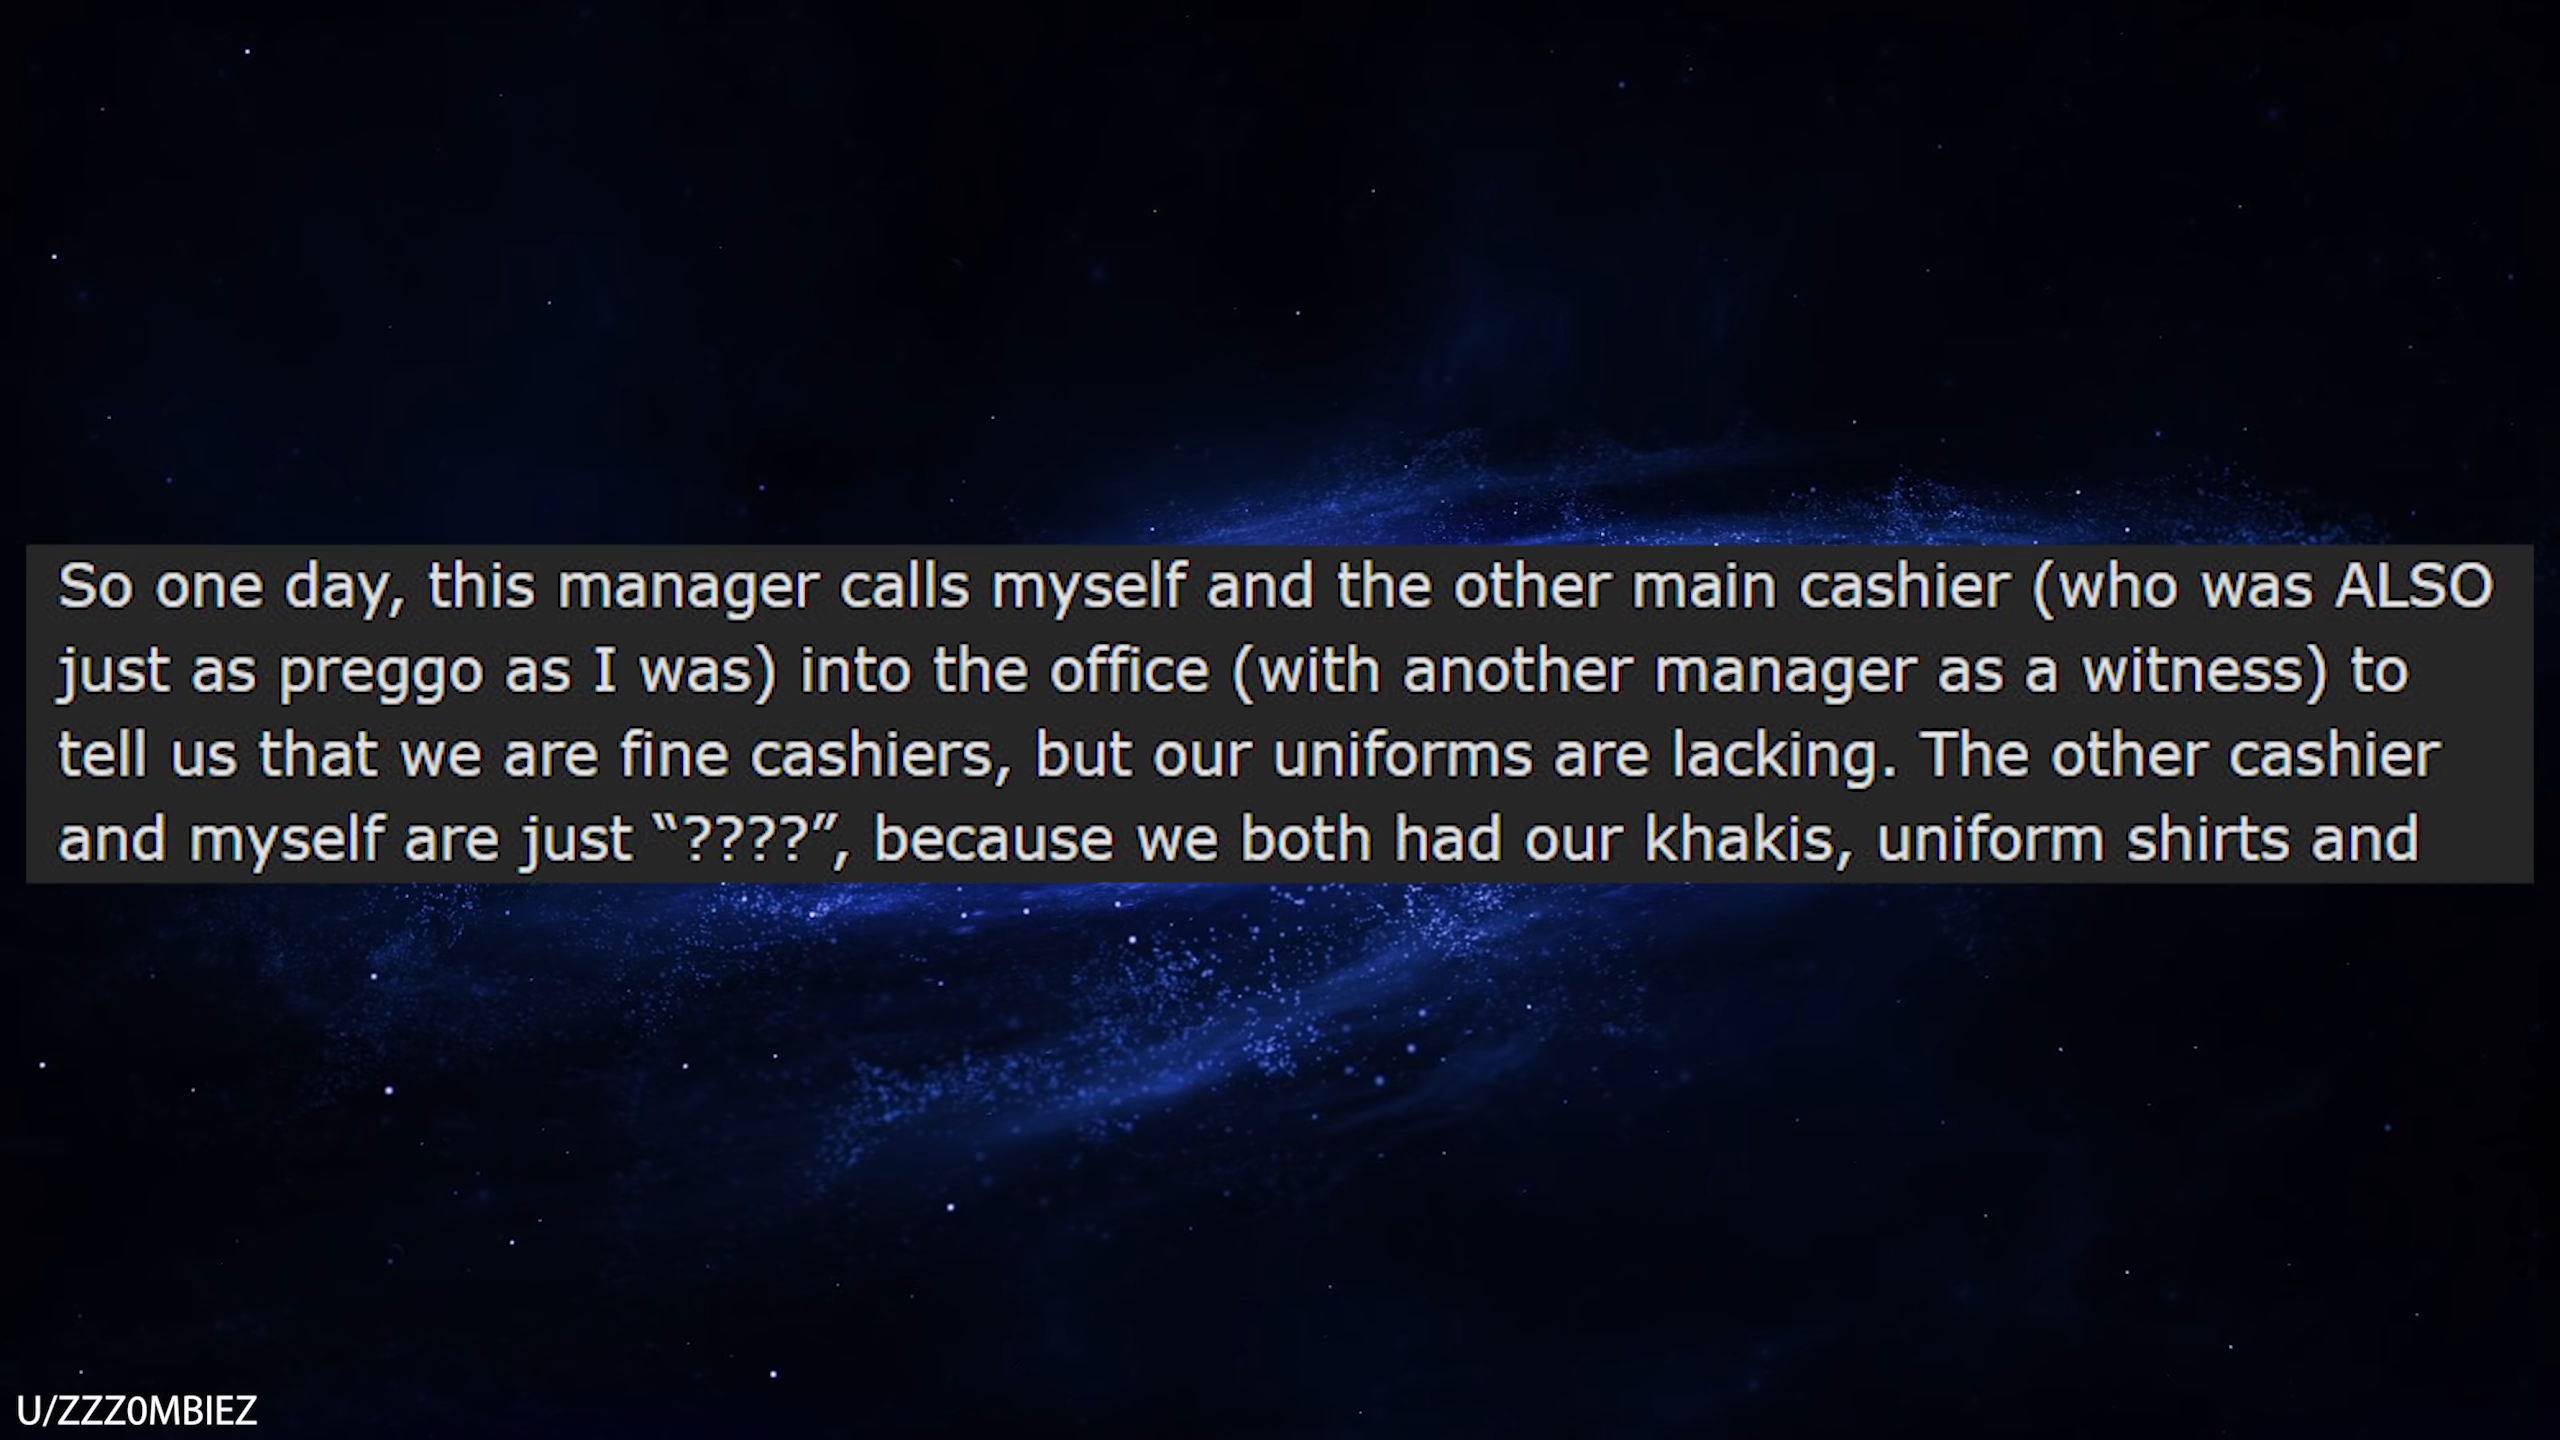 So one day, this manager calls myself and the other main cashier (who was ALSO
just as preggo as I was) into the office (with another manager as a witness) to
tell us that we are fine cashiers, but our uniforms are lacking. The other cashier
and myself are just “????”, because we both had our khakis, uniform shirts and
U/ZZZ0MBIEZ